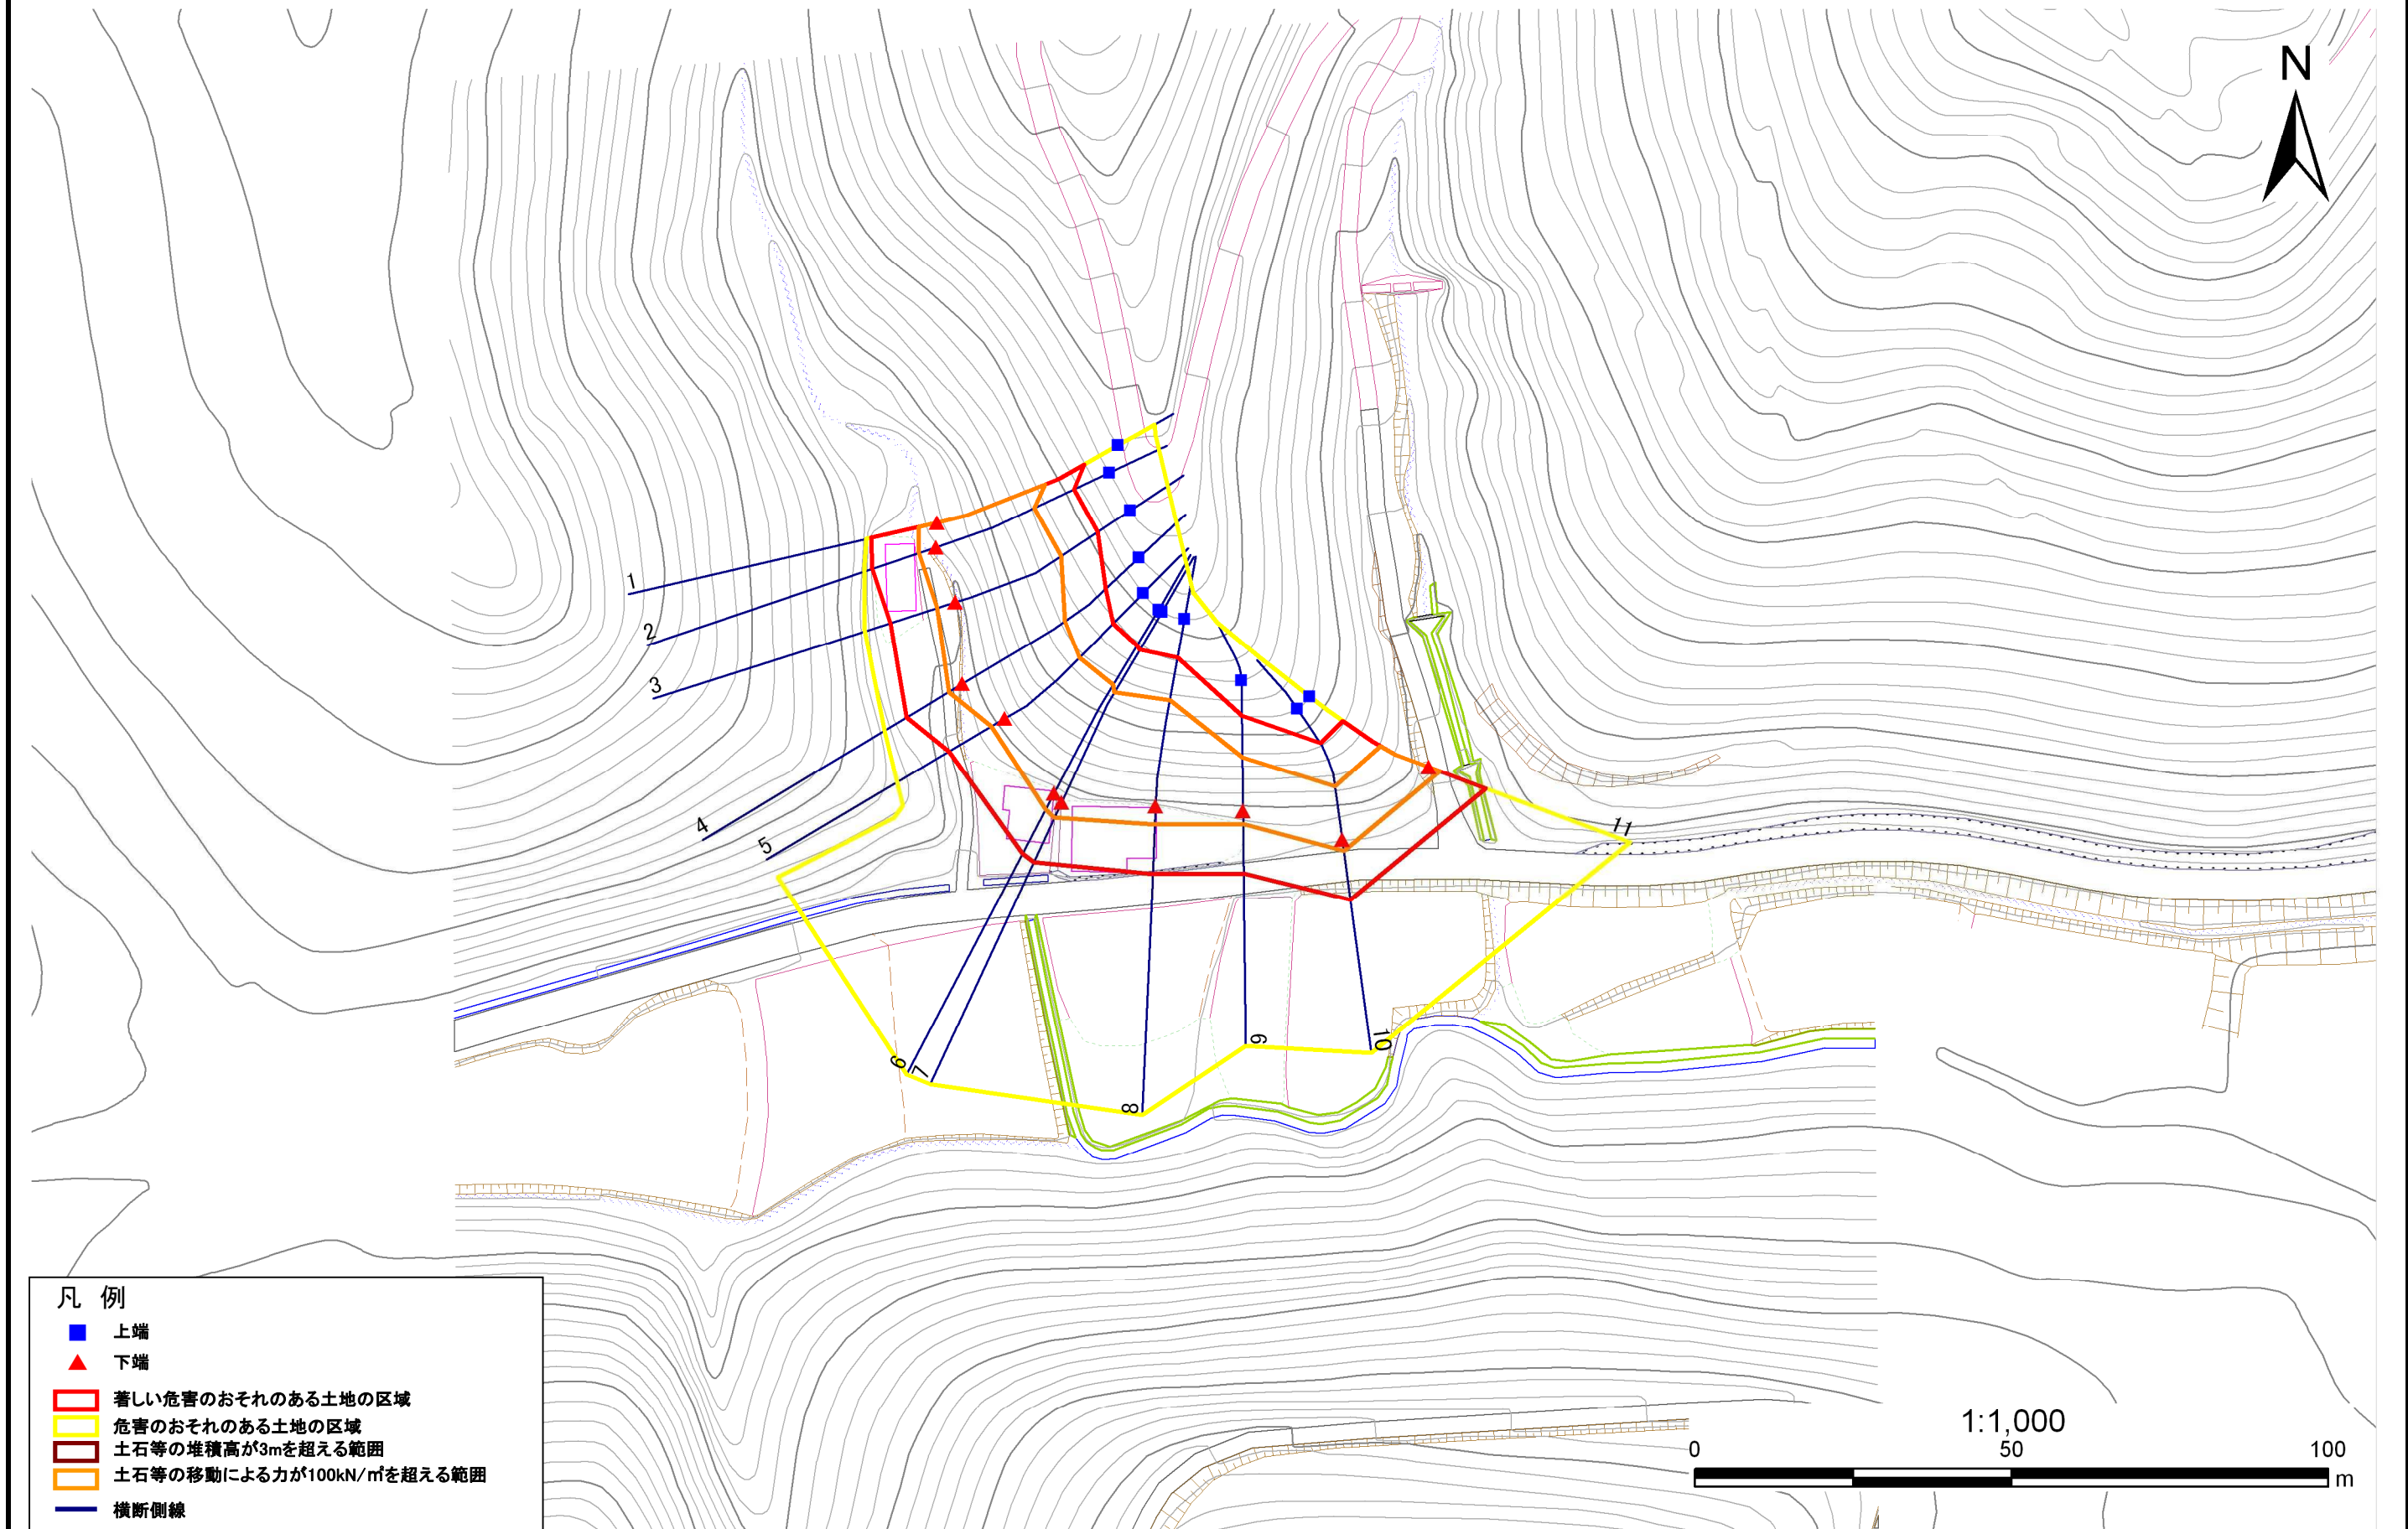 N
1
2
3
4
5
6
7
8
9
10
11
凡 例
上端
下端
著しい危害のおそれのある土地の区域
危害のおそれのある土地の区域
土石等の堆積高が3mを超える範囲
土石等の移動による力が100kN/㎡を超える範囲
横断側線
1:1,000
0 50 100
m